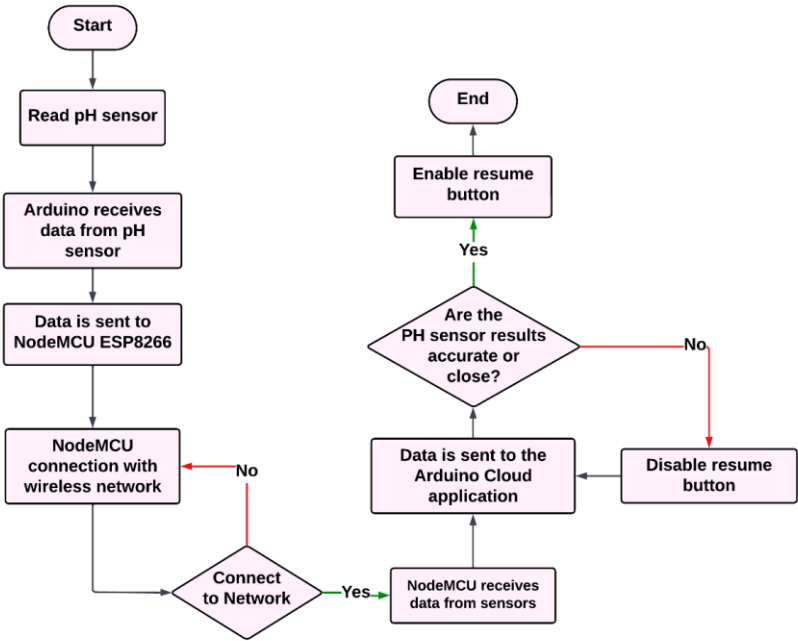 Start
Read pH sensor
Arduino receives
data from pH
sensor
Data is sent to
NodeMCU ESP8266
NodeMCU
connection with
wireless network
No
Connect
to Network
Yes
NodeMCU receives
data from sensors
Data is sent to the
Arduino Cloud
application
Are the
PH sensor results
accurate or
close?
No
Disable resume
button
Yes
Enable resume
button
End